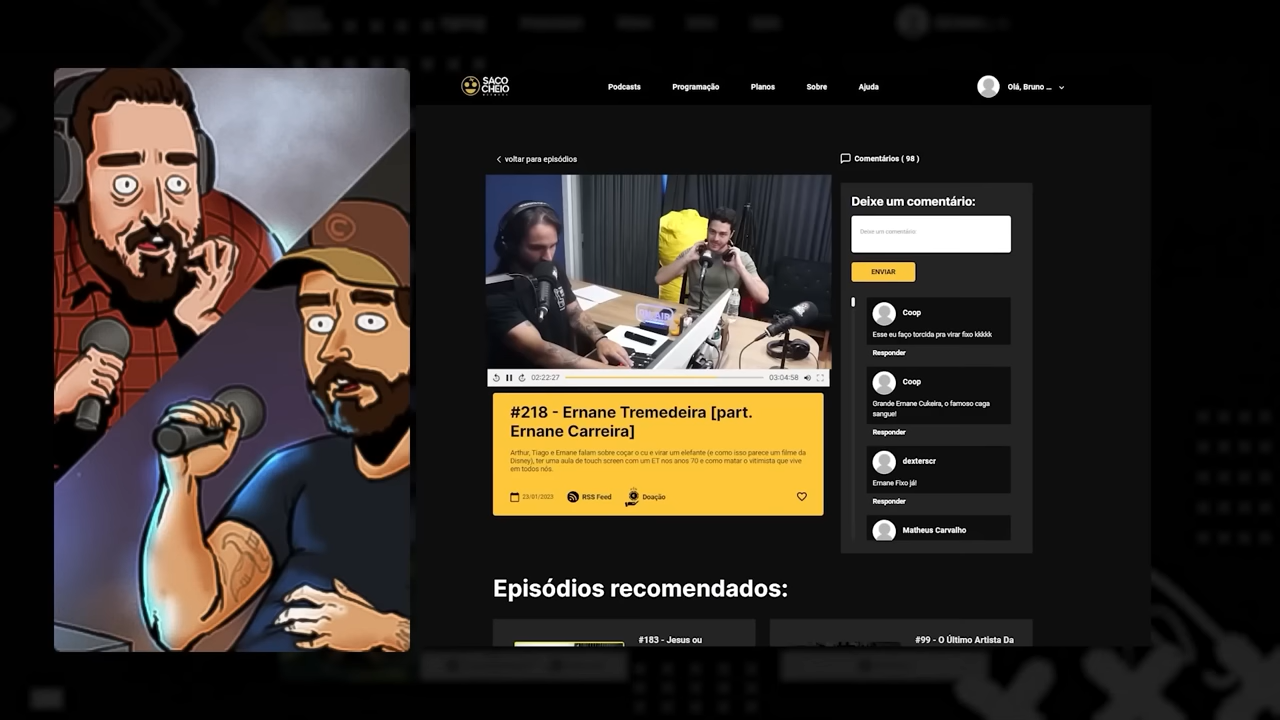 SACO
CHEIO
Podcasts
Programação
Planos
Sobre
Ajuda
Olá, Bruno ...
voltar para episódios
Comentários ( 98 )
Deixe um comentário:
Deixe um comentário
ENVIAR
02:22:27
03:04:58
#218 - Ernane Tremedeira [part.
Ernane Carreira]
Arthur, Tiago e Ernane falam sobre coçar o cu e virar um elefante (e como isso parece um filme da
Disney), ter uma aula de touch screen com um ET nos anos 70 e como matar o vitimista que vive
em todos nós.
23/01/2023
RSS Feed
Doação
Coop
Esse eu faço torcida pra virar fixo kkkkk
Responder
Coop
Grande Ernane Cukeira, o famoso caga
sangue!
Responder
dexterscr
Ernane Fixo já!
Responder
Matheus Carvalho
Episódios recomendados:
#183 - Jesus ou
#99 - O Último Artista Da